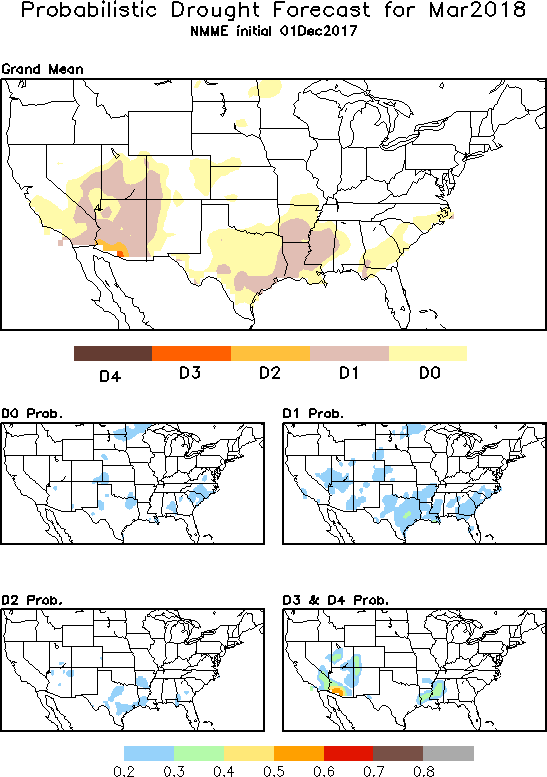 Probabilistic Drought Forecast for Mar2018
NMME initial 01Dec2017
Grand Mean
D4 D3 D2 D1 D0
D0 Prob. D1 Prob.
D2 Prob. D3 & D4 Prob.
0.2 0.3 0.4 0.5 0.6 0.7 0.8